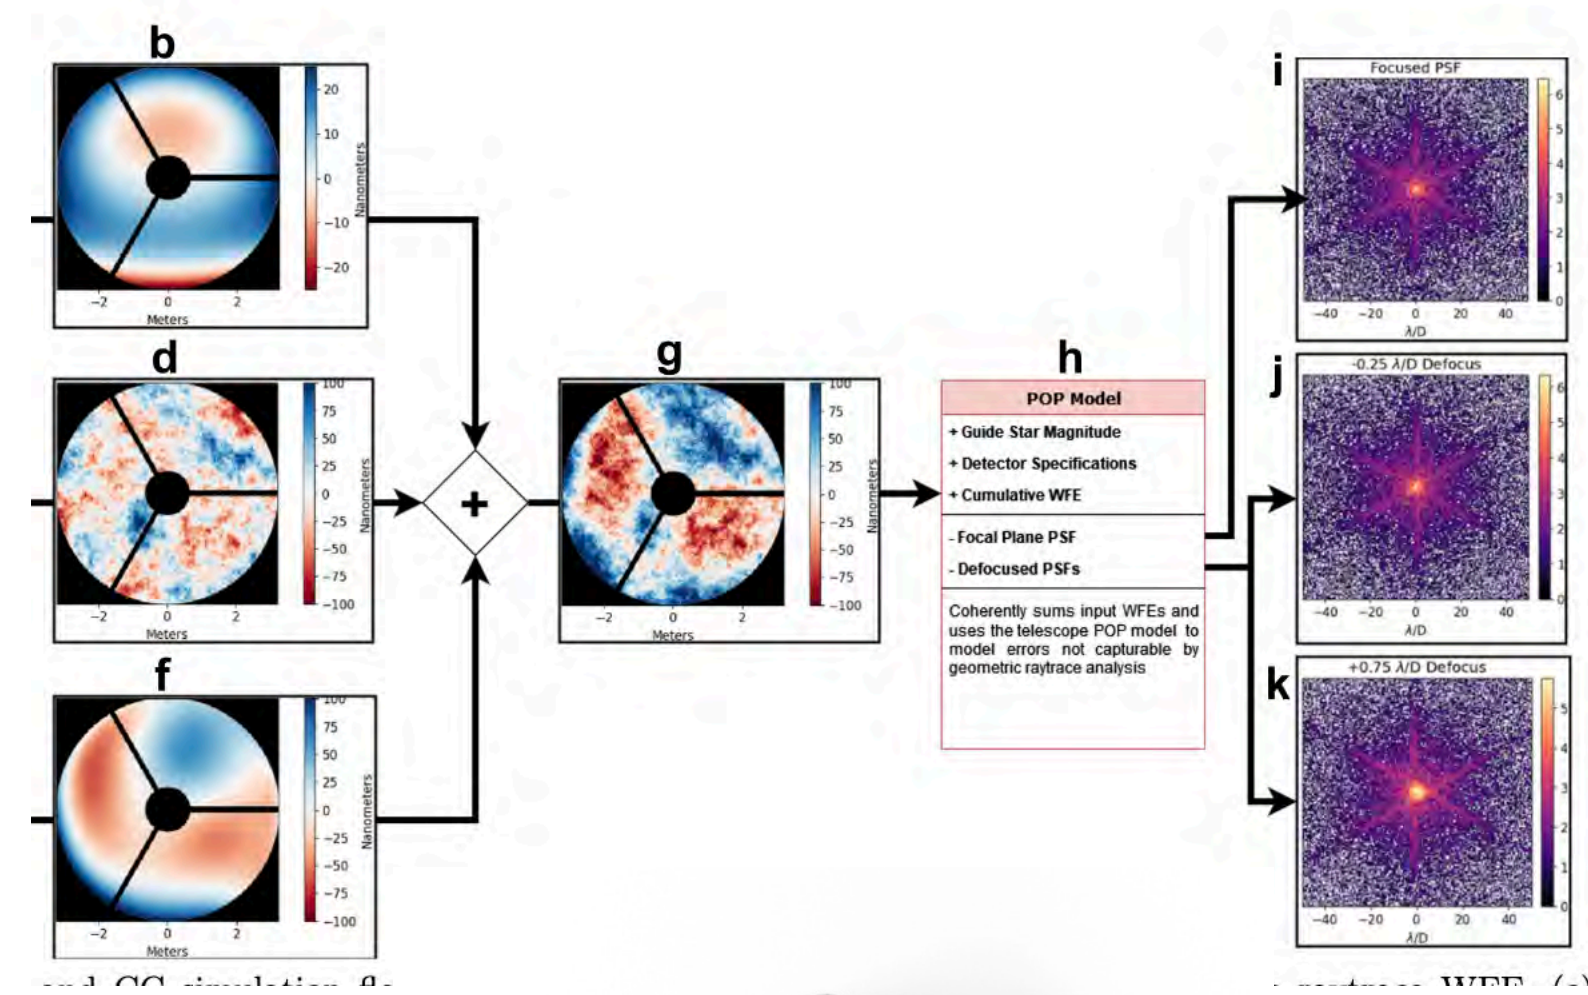 b
20
10
0
−10
−20
Nanometers
−2 0 2
Meters
d
100
75
50
25
0
−25
−50
−75
−100
Nanometers
−2 0 2
Meters
f
100
75
50
25
0
−25
−50
−75
−100
Nanometers
−2 0 2
Meters
+
g
100
75
50
25
0
−25
−50
−75
−100
Nanometers
−2 0 2
Meters
h
POP Model
+ Guide Star Magnitude
+ Detector Specifications
+ Cumulative WFE
- Focal Plane PSF
- Defocused PSFs
Coherently sums input WFEs and
uses the telescope POP model to
model errors not capturable by
geometric raytrace analysis
i
Focused PSF
6
5
4
3
2
1
0
−40 −20 0 20 40
λ/D
j
-0.25 λ/D Defocus
6
5
4
3
2
1
0
−40 −20 0 20 40
λ/D
k
+0.75 λ/D Defocus
5
4
3
2
1
0
−40 −20 0 20 40
λ/D
and CC simulation
raytrace WFE